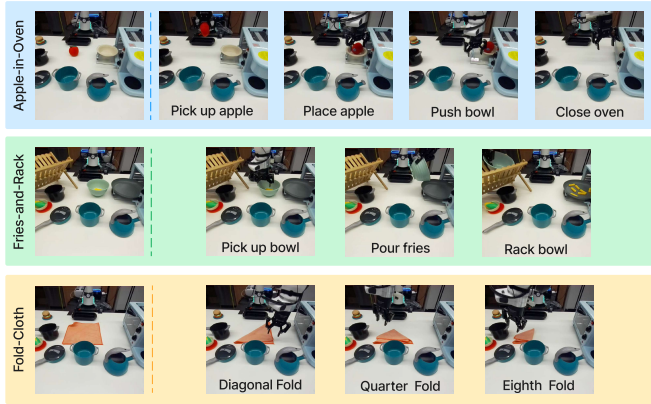 Apple-in-Oven
Pick up apple
Place apple
Push bowl
Close oven
Fries-and-Rack
Pick up bowl
Pour fries
Rack bowl
Fold-Cloth
Diagonal Fold
Quarter Fold
Eighth Fold